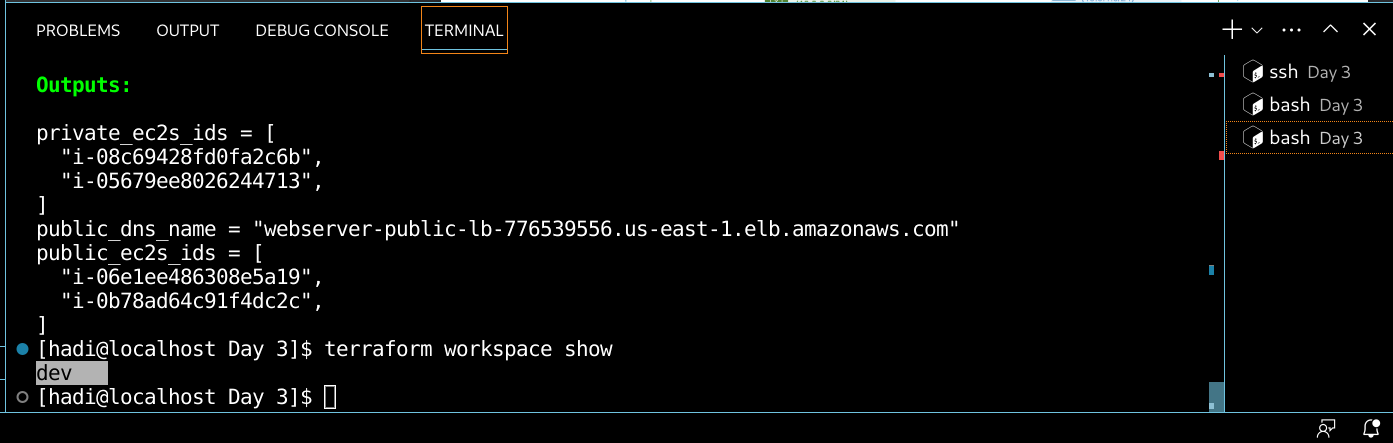 PROBLEMS OUTPUT DEBUG CONSOLE TERMINAL
Outputs:
private_ec2s_ids = [
"i-08c69428fd0fa2c6b",
"i-05679ee8026244713",
]
public_dns_name = "webserver-public-lb-776539556.us-east-1.elb.amazonaws.com"
public_ec2s_ids = [
"i-06e1ee486308e5a19",
"i-0b78ad64c91f4dc2c",
]
[hadi@localhost Day 3]$ terraform workspace show
dev
[hadi@localhost Day 3]$
ssh Day 3
bash Day 3
bash Day 3